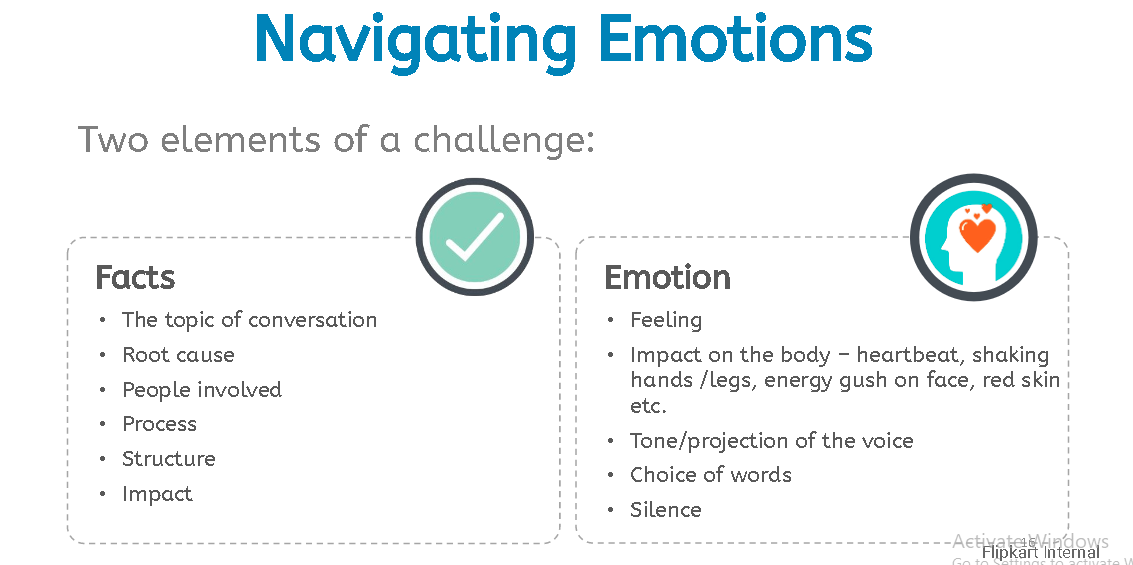 Navigating Emotions
Two elements of a challenge:
Facts
• The topic of conversation
• Root cause
• People involved
• Process
• Structure
• Impact
Emotion
• Feeling
• Impact on the body – heartbeat, shaking
hands /legs, energy gush on face, red skin
etc.
• Tone/projection of the voice
• Choice of words
• Silence
Activate Windows
Flipkart Internal
Go to Settings to activate W